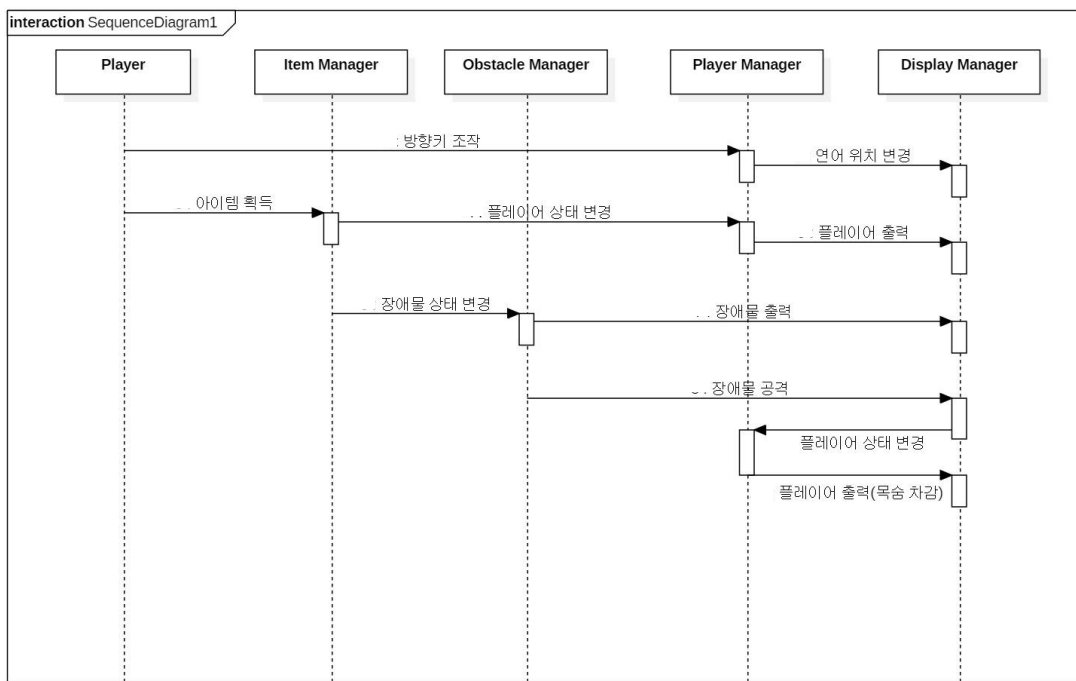 interaction SequenceDiagram1
Player
Item Manager
Obstacle Manager
Player Manager
Display Manager
: 방향키 조작
연어 위치 변경
: 아이템 획득
: 플레이어 상태 변경
: 플레이어 출력
: 장애물 상태 변경
: 장애물 출력
: 장애물 공격
플레이어 상태 변경
플레이어 출력(목숨 차감)